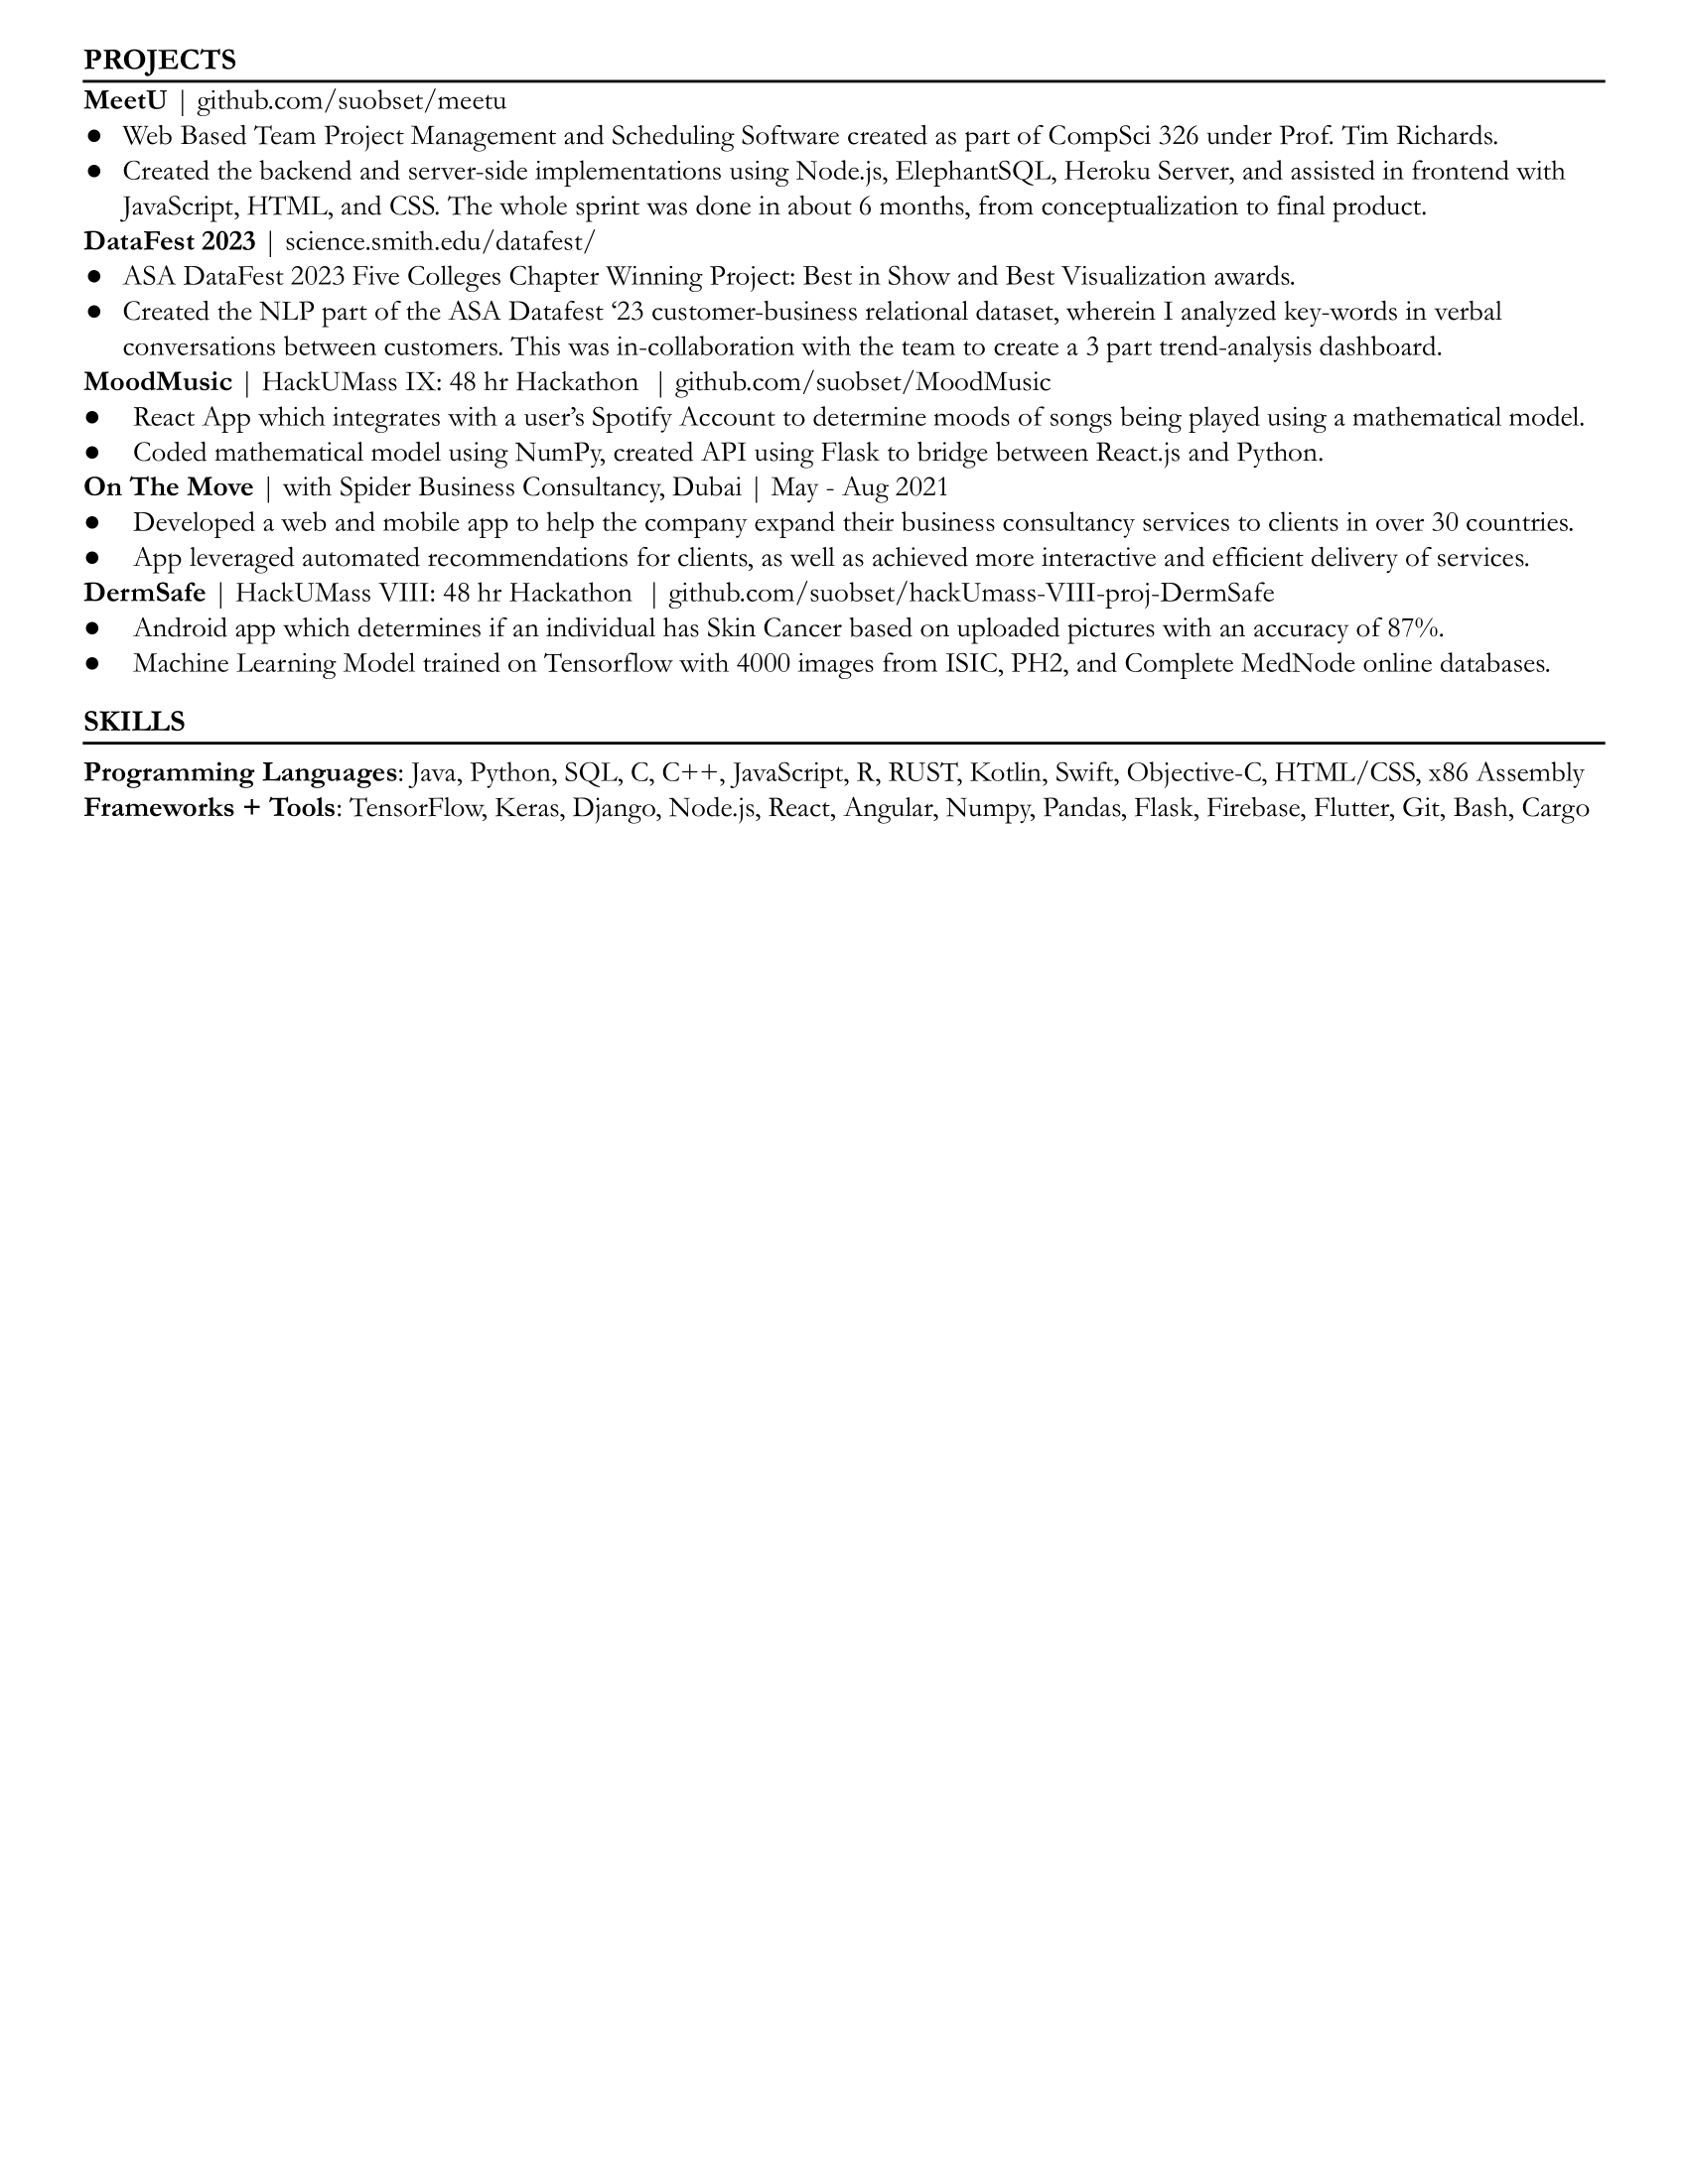 PROJECTS
MeetU | github.com/suobset/meetu
● Web Based Team Project Management and Scheduling Software created as part of CompSci 326 under Prof. Tim Richards.
● Created the backend and server-side implementations using Node.js, ElephantSQL, Heroku Server, and assisted in frontend with
JavaScript, HTML, and CSS. The whole sprint was done in about 6 months, from conceptualization to final product.
DataFest 2023 | science.smith.edu/datafest/
● ASA DataFest 2023 Five Colleges Chapter Winning Project: Best in Show and Best Visualization awards.
● Created the NLP part of the ASA Datafest ‘23 customer-business relational dataset, wherein I analyzed key-words in verbal
conversations between customers. This was in-collaboration with the team to create a 3 part trend-analysis dashboard.
MoodMusic | HackUMass IX: 48 hr Hackathon | github.com/suobset/MoodMusic
● React App which integrates with a user’s Spotify Account to determine moods of songs being played using a mathematical model.
● Coded mathematical model using NumPy, created API using Flask to bridge between React.js and Python.
On The Move | with Spider Business Consultancy, Dubai | May - Aug 2021
● Developed a web and mobile app to help the company expand their business consultancy services to clients in over 30 countries.
● App leveraged automated recommendations for clients, as well as achieved more interactive and efficient delivery of services.
DermSafe | HackUMass VIII: 48 hr Hackathon | github.com/suobset/hackUmass-VIII-proj-DermSafe
● Android app which determines if an individual has Skin Cancer based on uploaded pictures with an accuracy of 87%.
● Machine Learning Model trained on Tensorflow with 4000 images from ISIC, PH2, and Complete MedNode online databases.
SKILLS
Programming Languages: Java, Python, SQL, C, C++, JavaScript, R, RUST, Kotlin, Swift, Objective-C, HTML/CSS, x86 Assembly
Frameworks + Tools: TensorFlow, Keras, Django, Node.js, React, Angular, Numpy, Pandas, Flask, Firebase, Flutter, Git, Bash, Cargo